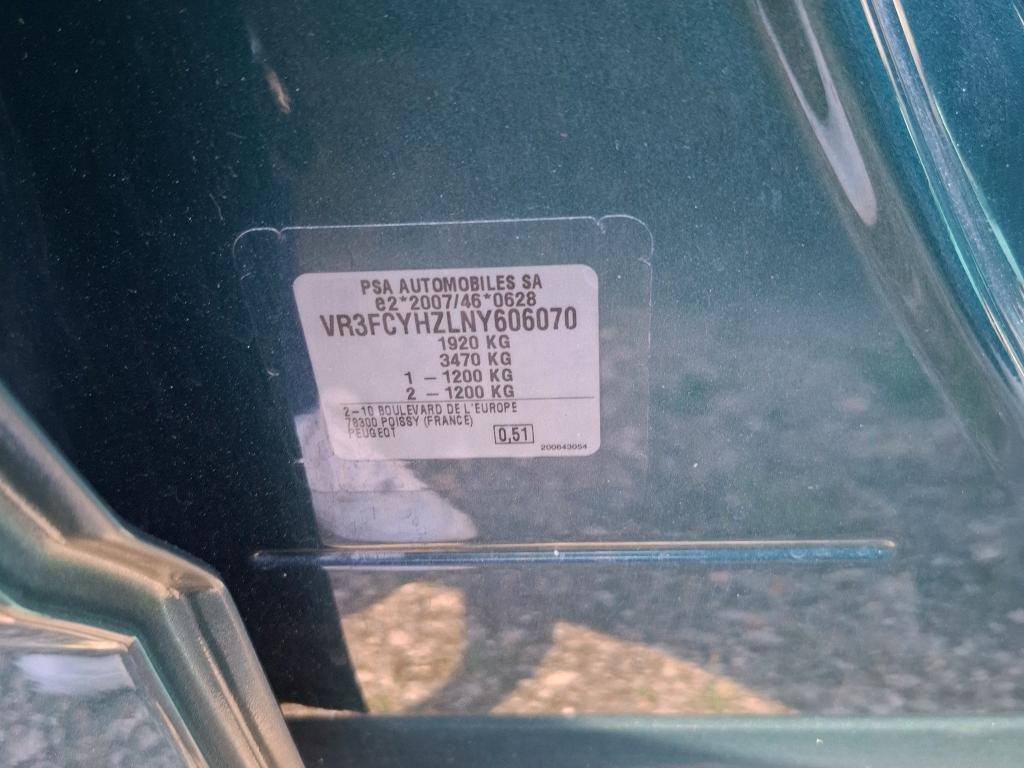 PSA AUTOMOBILES SA
e2*2007/46*0628
VR3FCYHZLNY606070
1920 KG
3470 KG
1 – 1200 KG
2 – 1200 KG
2–10 BOULEVARD DE L'EUROPE
78300 POISSY (FRANCE)
PEUGEOT
0,51
200643054